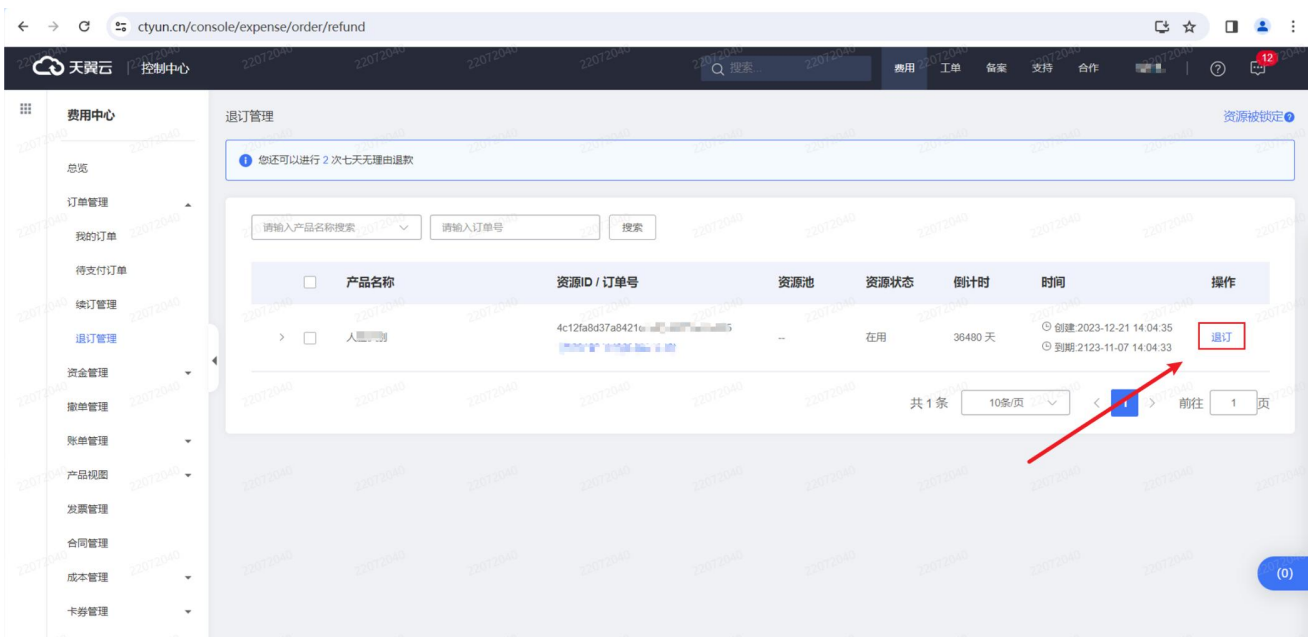 ctyun.cn/console/expense/order/refund
天翼云 控制中心
搜索...
费用 工单 备案 支持 合作
12
费用中心
总览
订单管理
我的订单
待支付订单
续订管理
退订管理
资金管理
撤单管理
账单管理
产品视图
发票管理
合同管理
成本管理
卡券管理
退订管理
资源被锁定
您还可以进行 2 次七天无理由退款
请输入产品名称搜索 请输入订单号 搜索
产品名称 资源ID / 订单号 资源池 资源状态 倒计时 时间 操作
人 4c12fa8d37a8421 -- 在用 36480 天 创建:2023-12-21 14:04:35 退订
到期:2123-11-07 14:04:33
共 1 条 10条/页 < 1 > 前往 1 页
(0)
22072040